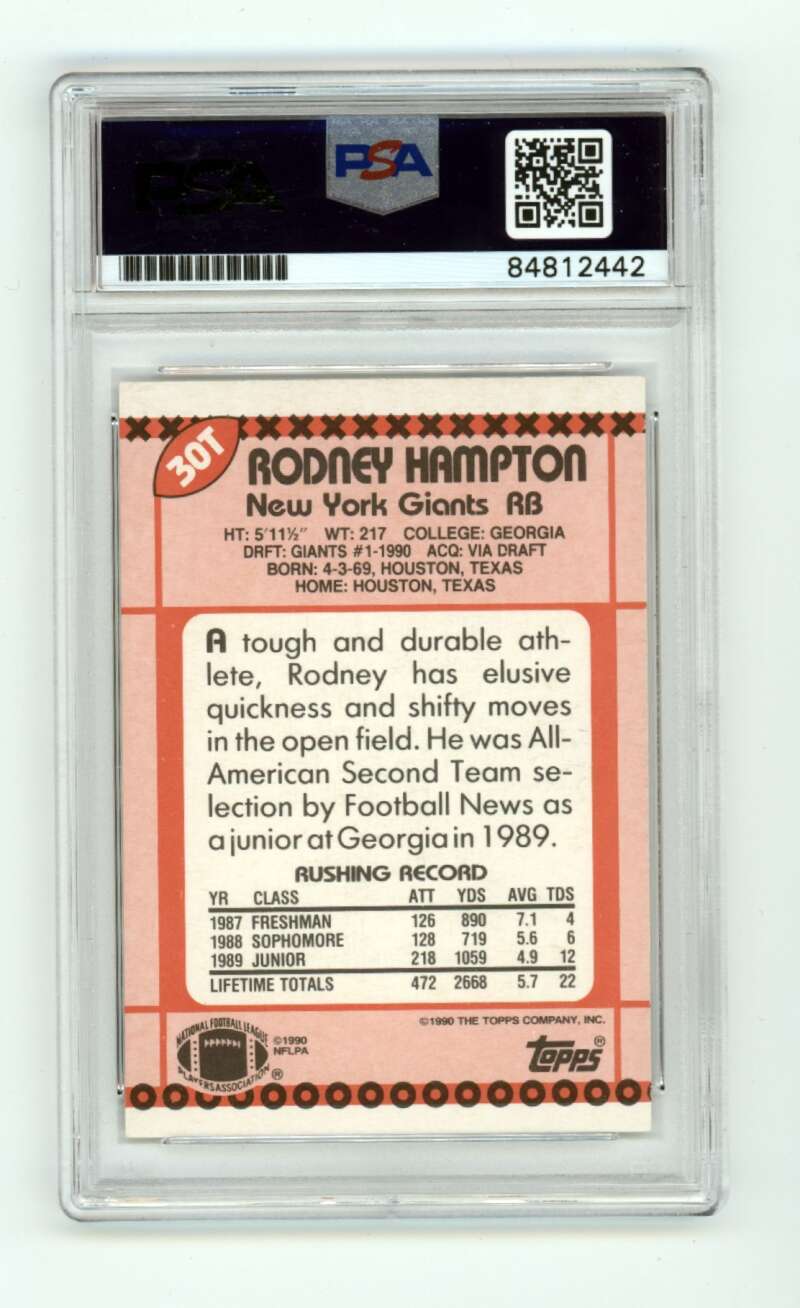 PSA
PSA
84812442
30T
RODNEY HAMPTON
New York Giants RB
HT: 5'11½" WT: 217 COLLEGE: GEORGIA
DRFT: GIANTS #1-1990 ACQ: VIA DRAFT
BORN: 4-3-69, HOUSTON, TEXAS
HOME: HOUSTON, TEXAS
A tough and durable ath-
lete, Rodney has elusive
quickness and shifty moves
in the open field. He was All-
American Second Team se-
lection by Football News as
a junior at Georgia in 1989.
RUSHING RECORD
YR CLASS ATT YDS AVG TDS
1987 FRESHMAN 126 890 7.1 4
1988 SOPHOMORE 128 719 5.6 6
1989 JUNIOR 218 1059 4.9 12
LIFETIME TOTALS 472 2668 5.7 22
©1990 THE TOPPS COMPANY, INC.
NATIONAL FOOTBALL LEAGUE
PLAYERS ASSOCIATION ®
©1990
NFLPA
topps®